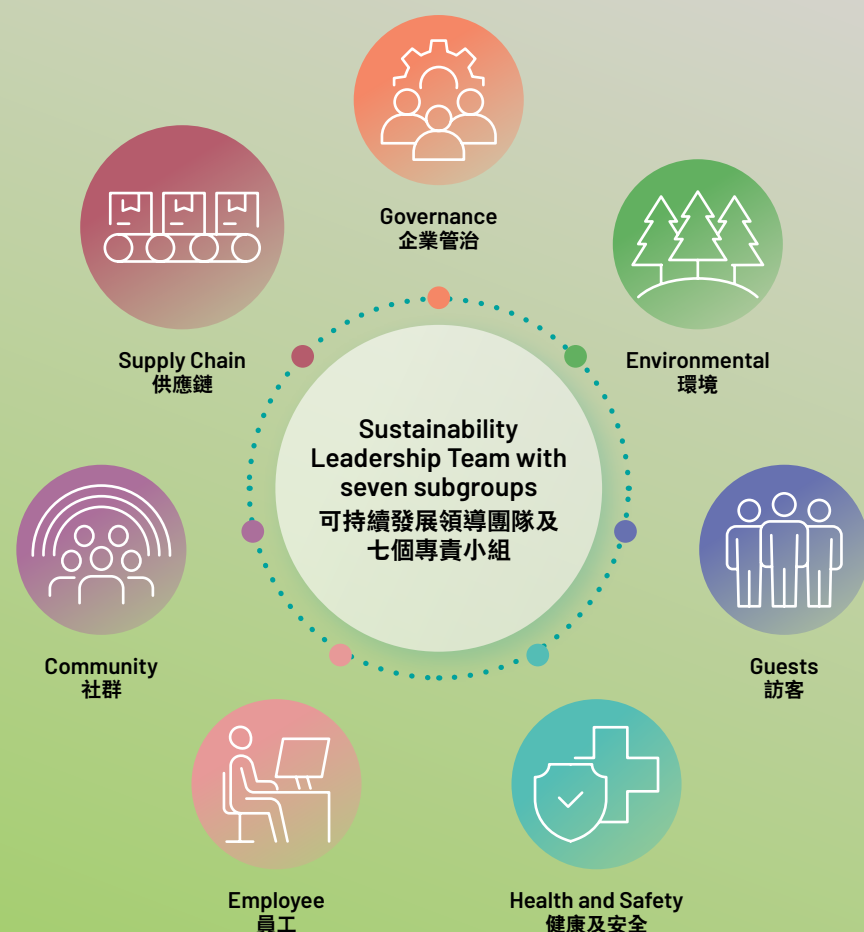 Governance
企業管治
Supply Chain
供應鏈
Environmental
環境
Sustainability
Leadership Team with
seven subgroups
可持續發展領導團隊及
七個專責小組
Community
社群
Guests
訪客
Employee
員工
Health and Safety
健康及安全